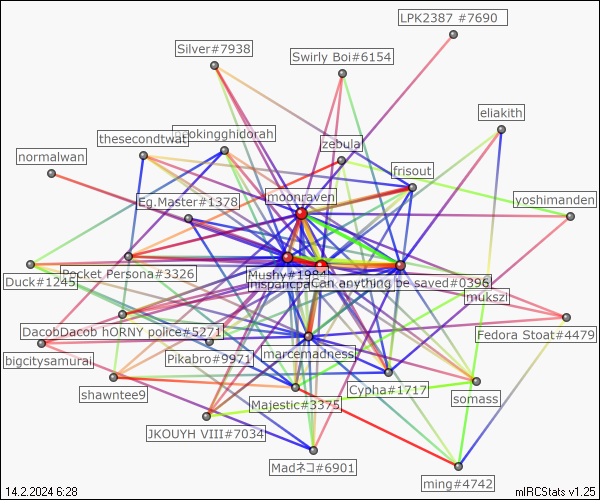 LPK2387 #7690
Silver#7938
Swirly Boi#6154
eliakith
thesecondtwat
zebula
normalwan
frisout
Eg.Master#1378
moonraven
yoshimanden
Duck#1245
Pocket Persona#3326
Mushy#1984
Can anything be saved#0396
mukszi
DacobDacob hORNY police#5271
Fedora Stoat#4479
bigcitysamurai
Pikabro#9971
marcemadness
shawntee9
Majestic#3375
Cypha#1717
somass
JKOUYH VIII#7034
Madネコ#6901
ming#4742
14.2.2024 6:28
mIRCStats v1.25